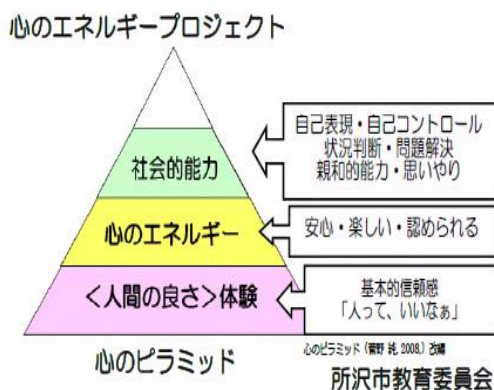 心のエネルギープロジェクト
社会的能力
自己表現・自己コントロール
状況判断・問題解決
親和的能力・思いやり
心のエネルギー
安心・楽しい・認められる
＜人間の良さ＞体験
基本的信頼感
「人って、いいなぁ」
心のピラミッド（菅野 純, 2008,）改編
心のピラミッド
所沢市教育委員会